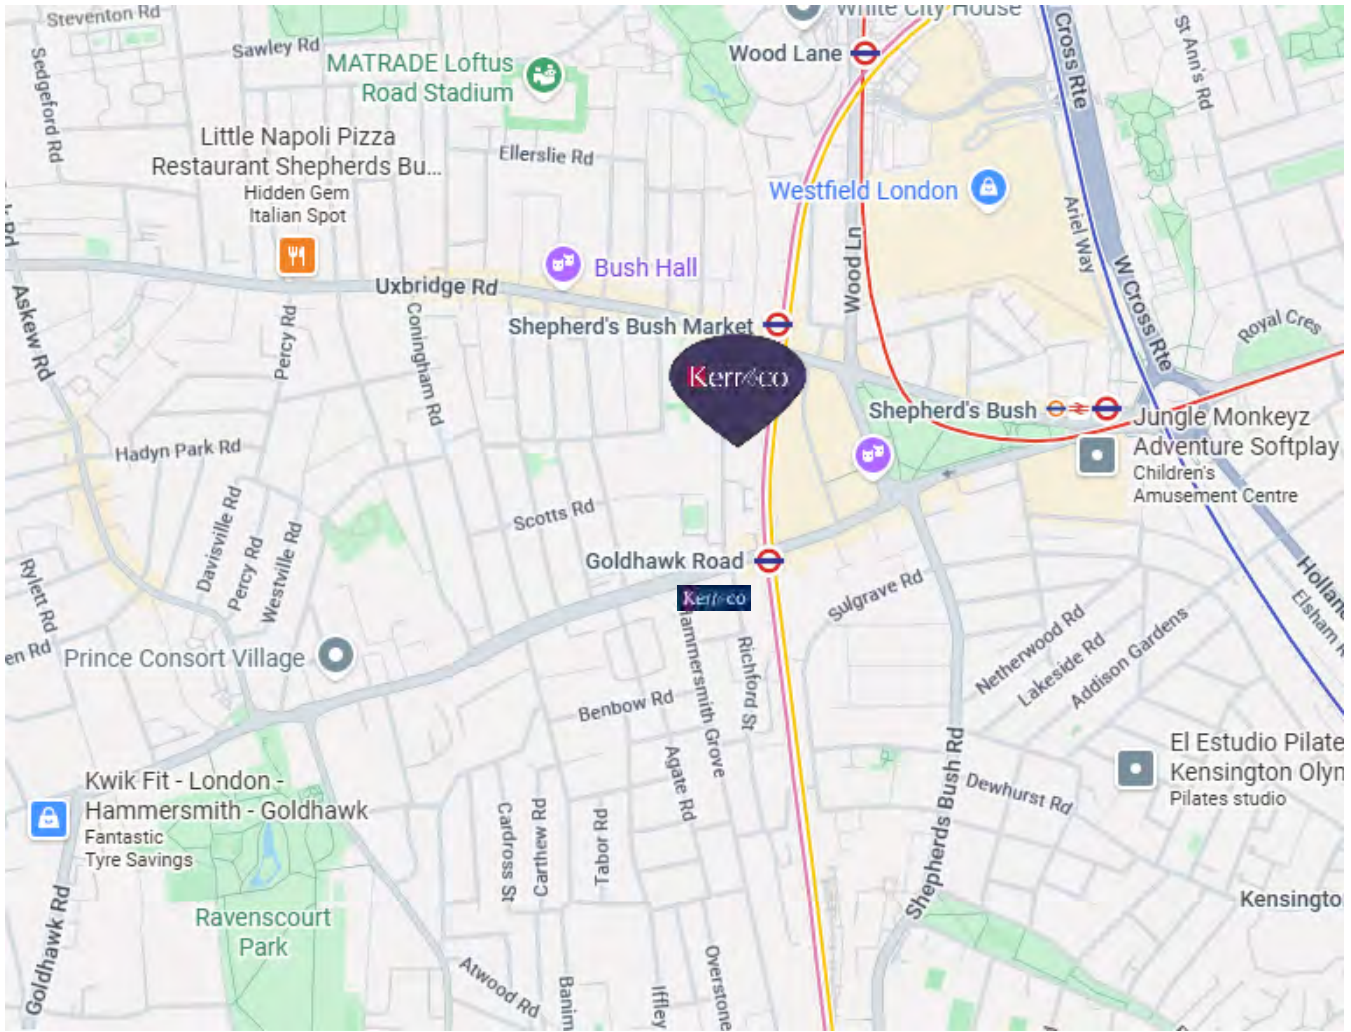 Steventon Rd
White City House
Cross Rte
St Ann's Rd
Sawley Rd
Wood Lane
Sedgeford Rd
MATRADE Loftus
Road Stadium
Little Napoli Pizza
Restaurant Shepherds Bu...
Hidden Gem
Italian Spot
Ellerslie Rd
Westfield London
Ariel Way
Wood Ln
W Cross Rte
Bush Hall
Uxbridge Rd
Askew Rd
Percy Rd
Coningham Rd
Shepherd's Bush Market
Royal Cres
Kerr&co
Shepherd's Bush
Jungle Monkeyz
Adventure Softplay
Children's
Amusement Centre
Hadyn Park Rd
Davisville Rd
Percy Rd
Westville Rd
Scotts Rd
Goldhawk Road
Kerr&co
Rylett Rd
Sulgrave Rd
Elsham
Netherwood Rd
Lakeside Rd
Addison Gardens
en Rd
Prince Consort Village
Hammersmith Grove
Richford St
Benbow Rd
Agate Rd
Shepherds Bush Rd
Dewhurst Rd
El Estudio Pilate
Kensington Olyn
Pilates studio
Kwik Fit - London -
Hammersmith - Goldhawk
Fantastic
Tyre Savings
Cardross St
Carthew Rd
Tabor Rd
Goldhawk Rd
Ravenscourt
Park
Kensingto
Atwood Rd
Banim
Iffley
Overstone